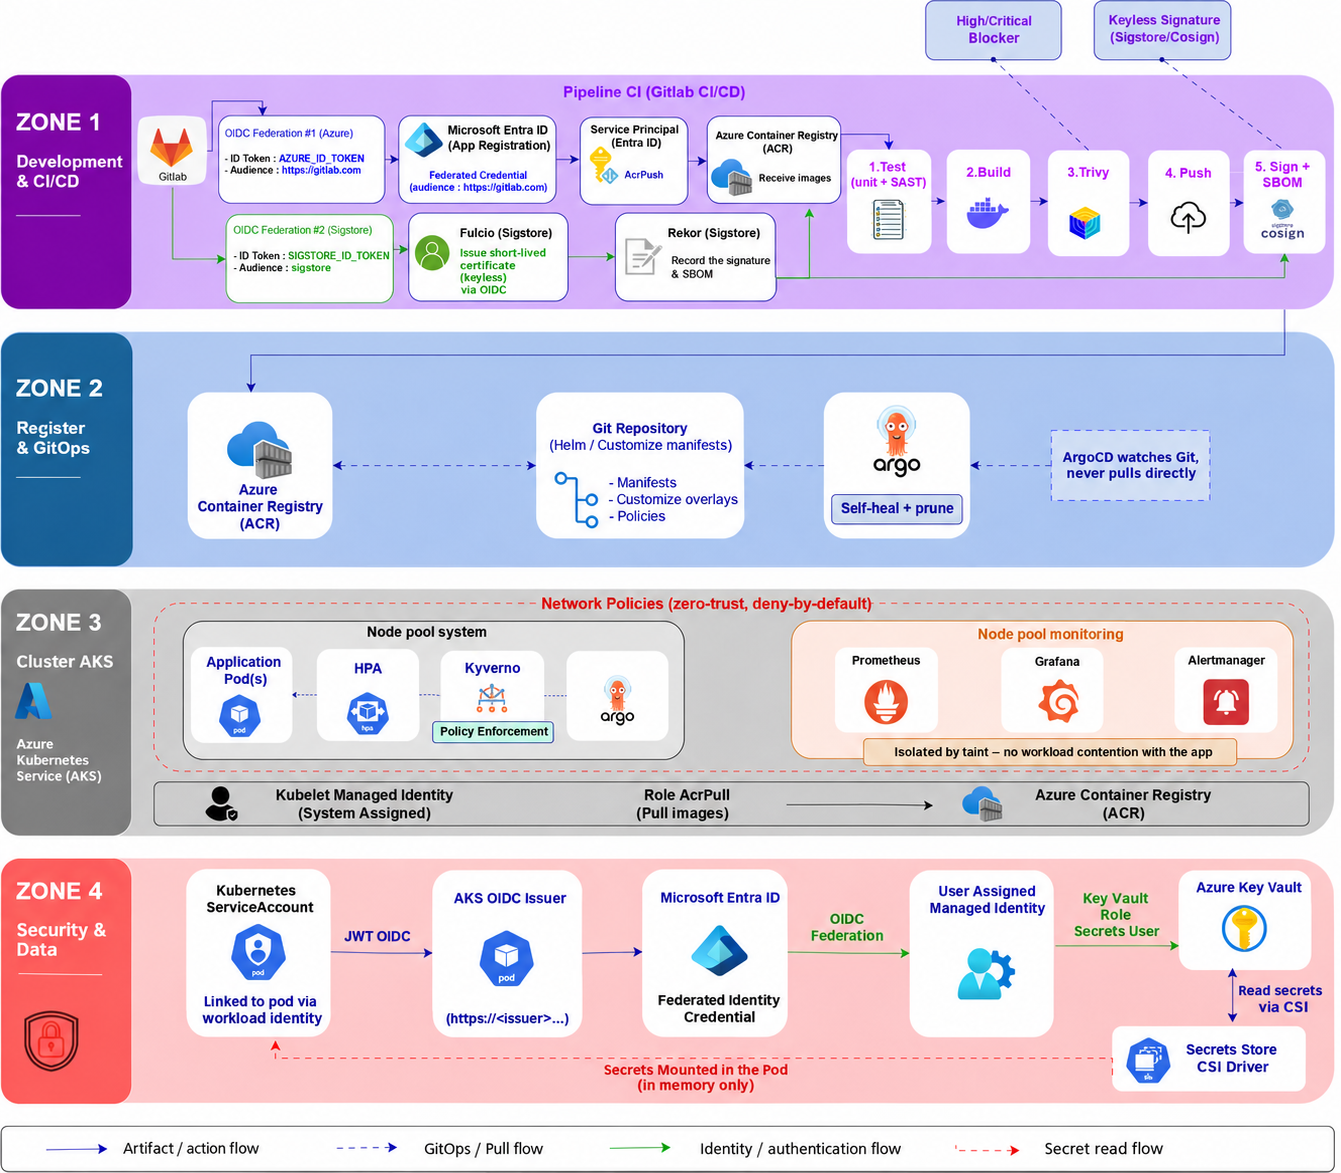 High/Critical
Blocker
Keyless Signature
(Sigstore/Cosign)
ZONE 1
Development
& CI/CD
Pipeline CI (Gitlab CI/CD)
Gitlab
OIDC Federation #1 (Azure)
- ID Token : AZURE_ID_TOKEN
- Audience : https://gitlab.com
Microsoft Entra ID
(App Registration)
Federated Credential
(audience : https://gitlab.com)
Service Principal
(Entra ID)
AcrPush
Azure Container Registry
(ACR)
Receive images
1.Test
(unit + SAST)
2.Build
3.Trivy
4. Push
5. Sign +
SBOM
sigstore
cosign
OIDC Federation #2 (Sigstore)
- ID Token : SIGSTORE_ID_TOKEN
- Audience : sigstore
Fulcio (Sigstore)
Issue short-lived
certificate
(keyless)
via OIDC
Rekor (Sigstore)
Record the signature
& SBOM
ZONE 2
Register
& GitOps
Azure
Container Registry
(ACR)
Git Repository
(Helm / Customize manifests)
- Manifests
- Customize overlays
- Policies
argo
Self-heal + prune
ArgoCD watches Git,
never pulls directly
ZONE 3
Cluster AKS
Azure
Kubernetes
Service (AKS)
Network Policies (zero-trust, deny-by-default)
Node pool system
Application
Pod(s)
pod
HPA
hpa
Kyverno
Policy Enforcement
argo
Node pool monitoring
Prometheus
Grafana
Alertmanager
Isolated by taint – no workload contention with the app
Kubelet Managed Identity
(System Assigned)
Role AcrPull
(Pull images)
Azure Container Registry
(ACR)
ZONE 4
Security &
Data
Kubernetes
ServiceAccount
pod
Linked to pod via
workload identity
JWT OIDC
AKS OIDC Issuer
pod
(https://<issuer>...)
Microsoft Entra ID
Federated Identity
Credential
OIDC
Federation
User Assigned
Managed Identity
Key Vault
Role
Secrets User
Azure Key Vault
Read secrets
via CSI
Secrets Store
CSI Driver
Secrets Mounted in the Pod
(in memory only)
Artifact / action flow
GitOps / Pull flow
Identity / authentication flow
Secret read flow